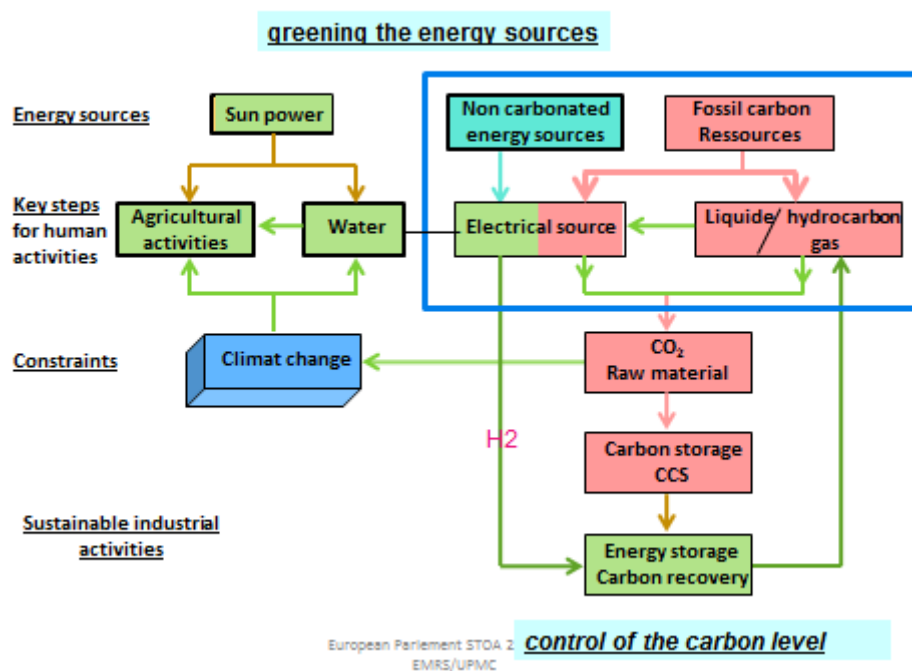 greening the energy sources
Energy sources
Sun power
Non carbonated
energy sources
Fossil carbon
Ressources
Key steps
for human
activities
Agricultural
activities
Water
Electrical source
Liquide/ hydrocarbon
gas
Constraints
Climat change
CO₂
Raw material
H2
Carbon storage
CCS
Sustainable industrial
activities
Energy storage
Carbon recovery
European Parlement STOA 2
EMRS/UPMC
control of the carbon level